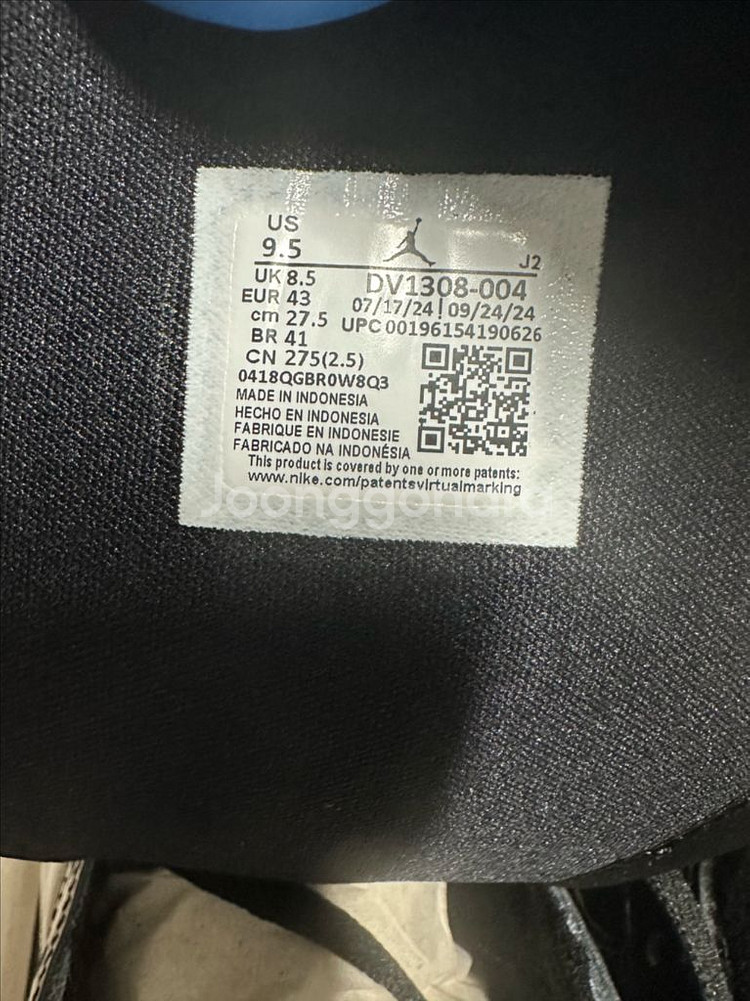 US
9.5
J2
UK 8.5
DV1308-004
EUR 43
07/17/24 | 09/24/24
cm 27.5
UPC 00196154190626
BR 41
CN 275(2.5)
0418QGBR0W8Q3
MADE IN INDONESIA
HECHO EN INDONESIA
FABRIQUE EN INDONESIE
FABRICADO NA INDONÉSIA
This product is covered by one or more patents:
www.nike.com/patentsvirtualmarking
Joonggonara